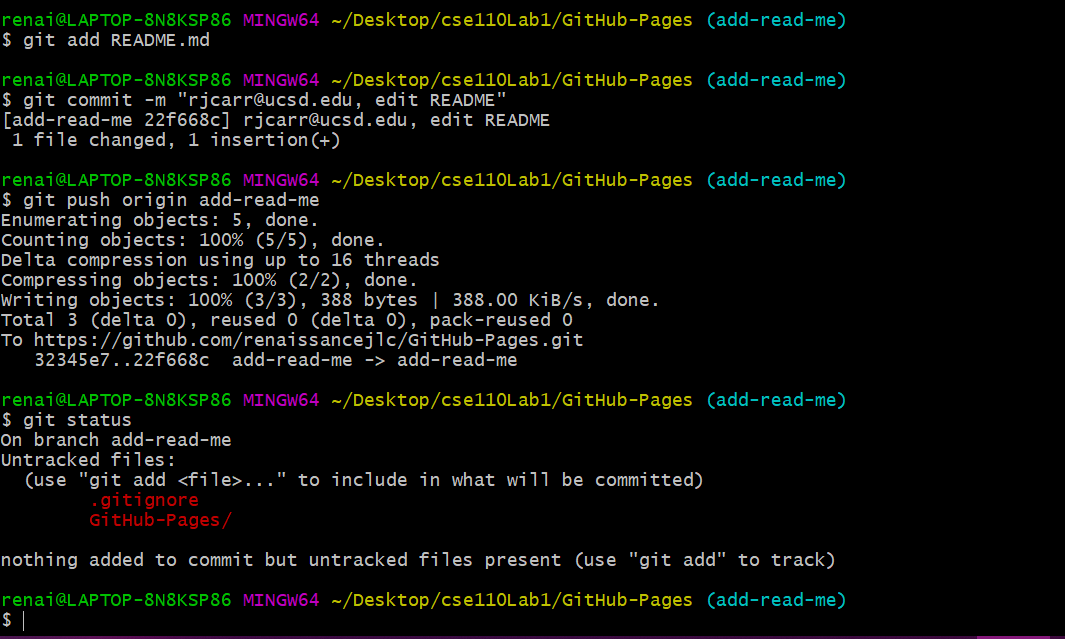 renai@LAPTOP-8N8KSP86 MINGW64 ~/Desktop/cse110Lab1/GitHub-Pages (add-read-me)
$ git add README.md
renai@LAPTOP-8N8KSP86 MINGW64 ~/Desktop/cse110Lab1/GitHub-Pages (add-read-me)
$ git commit -m "rjcarr@ucsd.edu, edit README"
[add-read-me 22f668c] rjcarr@ucsd.edu, edit README
 1 file changed, 1 insertion(+)
renai@LAPTOP-8N8KSP86 MINGW64 ~/Desktop/cse110Lab1/GitHub-Pages (add-read-me)
$ git push origin add-read-me
Enumerating objects: 5, done.
Counting objects: 100% (5/5), done.
Delta compression using up to 16 threads
Compressing objects: 100% (2/2), done.
Writing objects: 100% (3/3), 388 bytes | 388.00 KiB/s, done.
Total 3 (delta 0), reused 0 (delta 0), pack-reused 0
To https://github.com/renaissancejlc/GitHub-Pages.git
   32345e7..22f668c  add-read-me -> add-read-me
renai@LAPTOP-8N8KSP86 MINGW64 ~/Desktop/cse110Lab1/GitHub-Pages (add-read-me)
$ git status
On branch add-read-me
Untracked files:
  (use "git add <file>..." to include in what will be committed)
        .gitignore
        GitHub-Pages/
nothing added to commit but untracked files present (use "git add" to track)
renai@LAPTOP-8N8KSP86 MINGW64 ~/Desktop/cse110Lab1/GitHub-Pages (add-read-me)
$